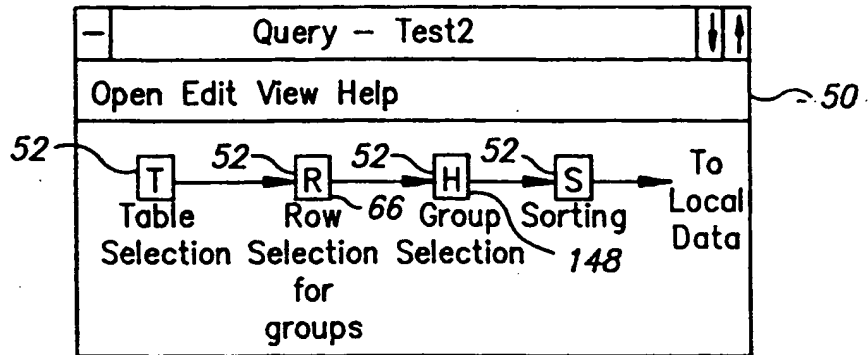 Query - Test2
Open Edit View Help
50
52
52
52
52
T
R
H
S
To
Local
Data
66
148
Table
Selection
Row
Selection
for
groups
Group
Selection
Sorting